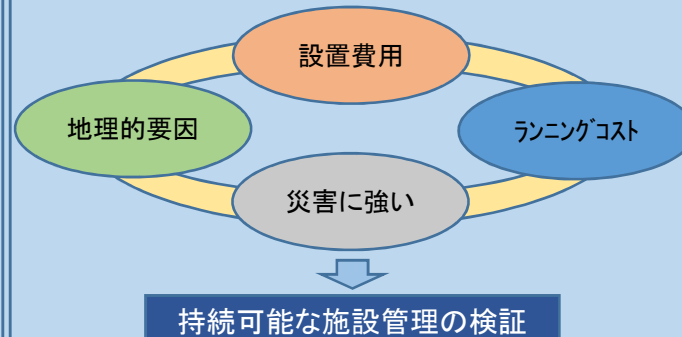 設置費用
地理的要因
ﾗﾝﾆﾝｸﾞｺｽﾄ
災害に強い
持続可能な施設管理の検証